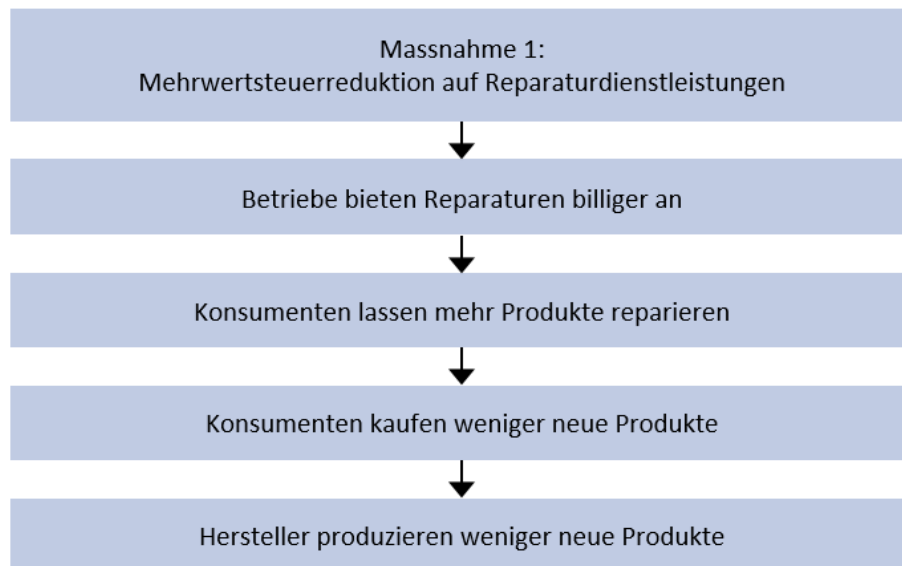 Massnahme 1:
Mehrwertsteuerreduktion auf Reparaturdienstleistungen
Betriebe bieten Reparaturen billiger an
Konsumenten lassen mehr Produkte reparieren
Konsumenten kaufen weniger neue Produkte
Hersteller produzieren weniger neue Produkte